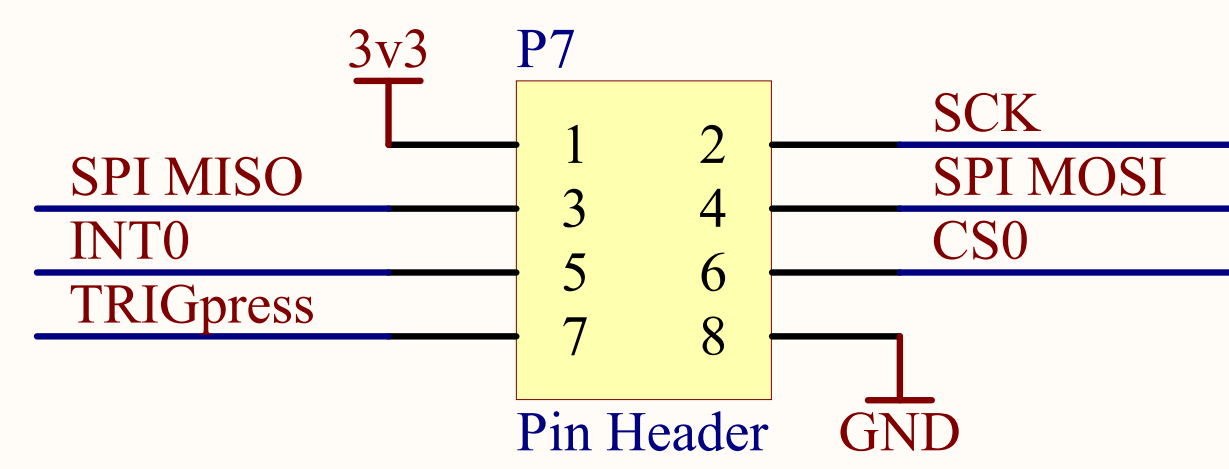 3v3
P7
SCK
1 2
SPI MISO
SPI MOSI
3 4
INT0
CS0
5 6
TRIGpress
7 8
Pin Header
GND